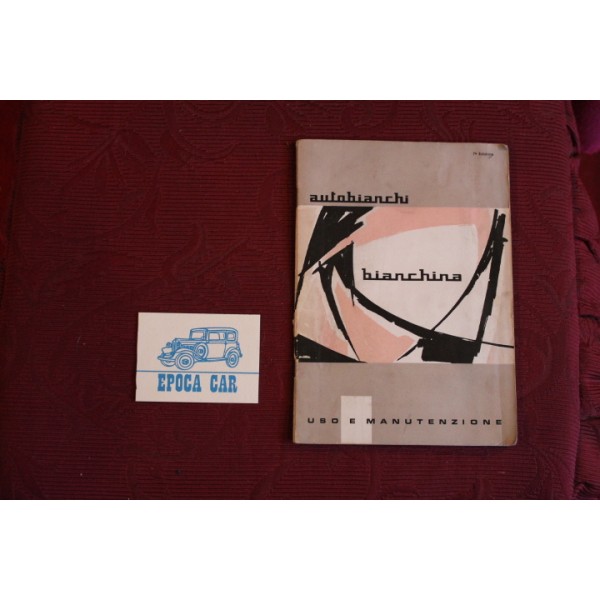 autobianchi
bianchina
USO E MANUTENZIONE
EPOCA CAR